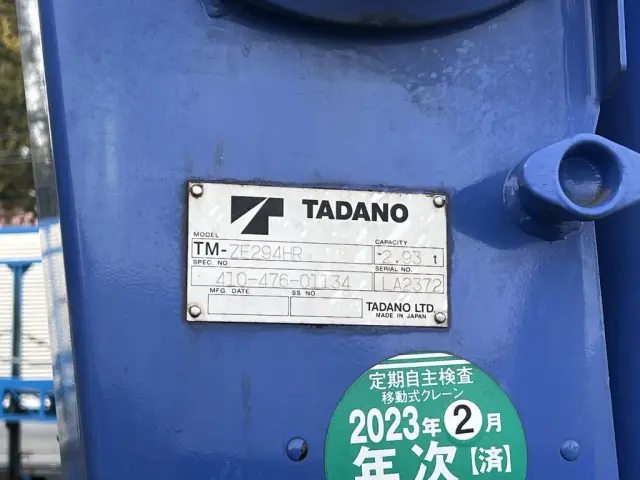 TADANO
MODEL CAPACITY
TM-ZE294HR 2.93 t
SPEC. NO. SERIAL NO.
410-476-01134 LA2372
MFG. DATE SS NO.
TADANO LTD.
MADE IN JAPAN
定期自主検査
移動式クレーン
2023年2月
年次【済】